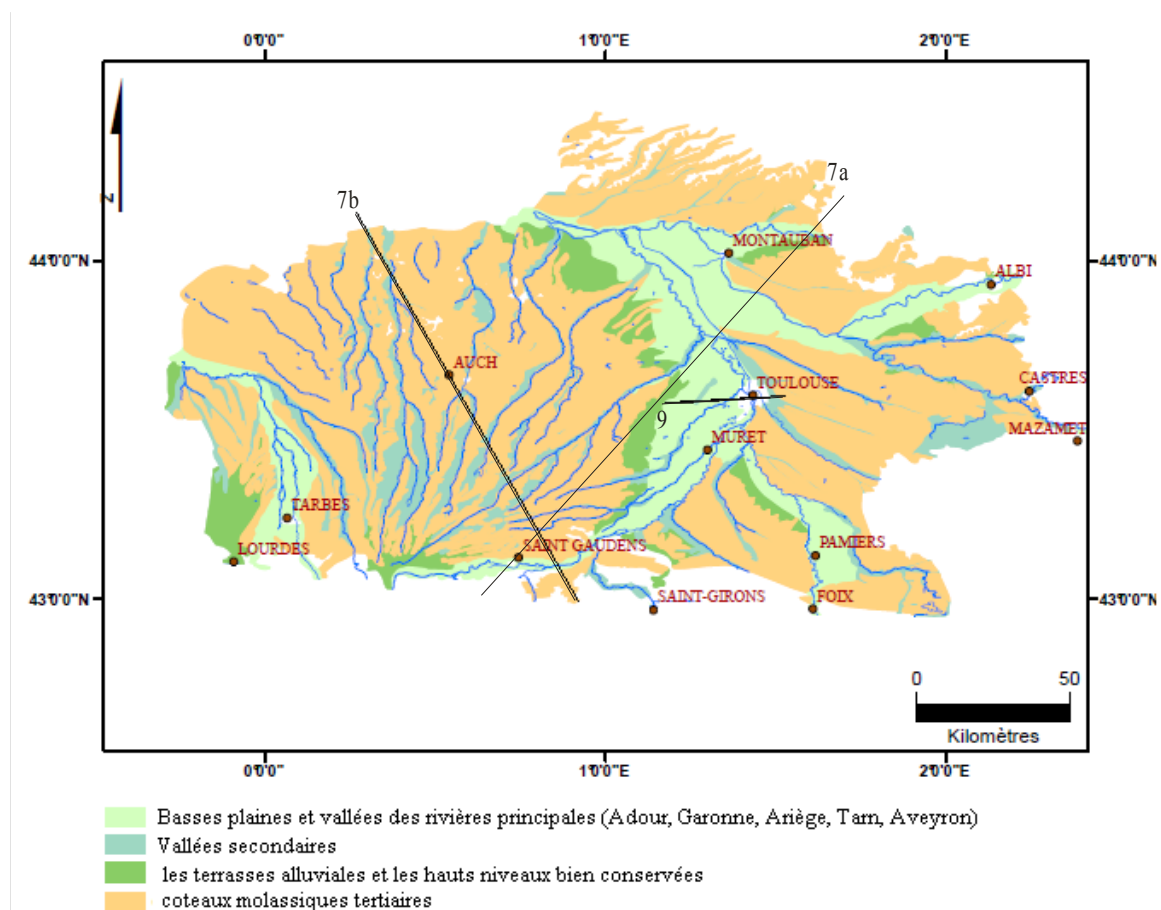 0°0'0"
1°0'0"E
2°0'0"E
7a
7b
N
MONTAUBAN
44°0'0"N
44°0'0"N
ALBI
AUCH
TOULOUSE
CASTRES
9
MAZAMET
MURET
TARBES
LOURDES
SAINT GAUDENS
PAMIERS
43°0'0"N
SAINT-GIRONS
FOIX
43°0'0"N
0
50
Kilomètres
0°0'0"
1°0'0"E
2°0'0"E
Basses plaines et vallées des rivières principales (Adour, Garonne, Ariège, Tarn, Aveyron)
Vallées secondaires
les terrasses alluviales et les hauts niveaux bien conservées
coteaux molassiques tertiaires